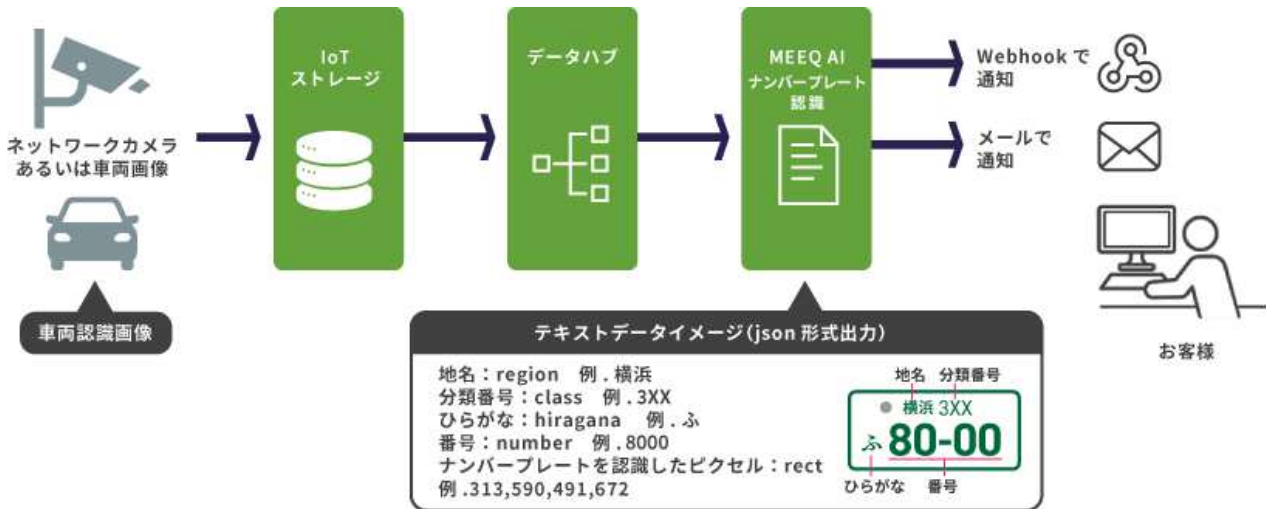 ネットワークカメラ
あるいは車両画像
車両認識画像
IoT
ストレージ
データハブ
MEEQ AI
ナンバープレート
認識
Webhook で
通知
メールで
通知
お客様
テキストデータイメージ（json 形式出力）
地名：region　例 . 横浜
分類番号：class　例 . 3XX
ひらがな：hiragana　例 . ふ
番号：number　例 . 8000
ナンバープレートを認識したピクセル：rect
例 .313,590,491,672
地名　分類番号
横浜 3XX
ふ 80-00
ひらがな　番号